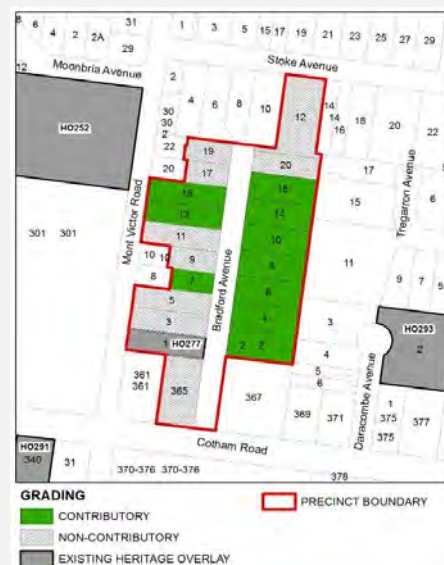 8 6 4 2 2A 31 1 3 5 15 17 19 21 23 25 27 29
29
Moonbria Avenue
Stoke Avenue
12
2
4 6 8 10 12 14 14 16 18 20 22
30
30
2
22
20
HO252
19
17
20
17
15
6
13
11
10
9
8
7
5
3
18
14
10
8
6
4
2 2
301 301
Mont Victor Road
Bradford Avenue
Tregarron Avenue
11
9 7 5
HO293
2
3
4
5
6
HO277
1
361
361
365
367
369 371
Daracombe Avenue
1
375
375
377
Cotham Road
HO291
340
31
370-376 370-376
378
GRADING
CONTRIBUTORY
NON-CONTRIBUTORY
EXISTING HERITAGE OVERLAY
PRECINCT BOUNDARY